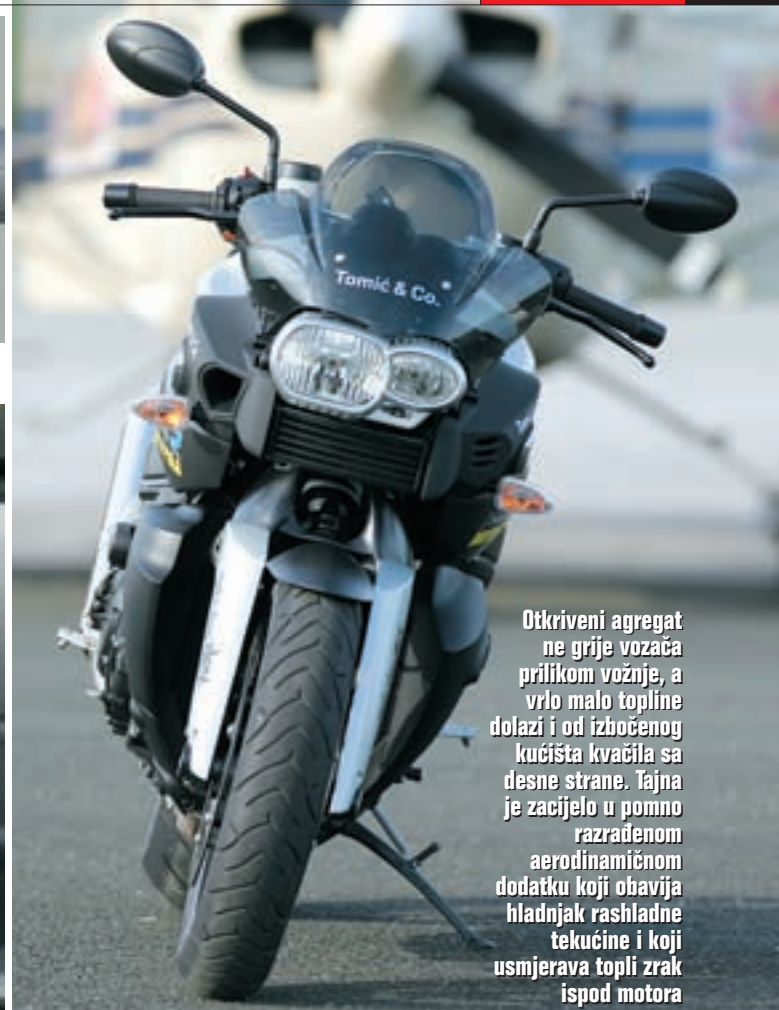 Tomić & Co.
Otkriveni agregat
ne grije vozača
prilikom vožnje, a
vrlo malo topline
dolazi i od izbočenog
kućišta kvačila sa
desne strane. Tajna
je zacijelo u pomno
razrađenom
aerodinamičnom
dodatku koji obavija
hladnjak rashladne
tekućine i koji
usmjerava topli zrak
ispod motora